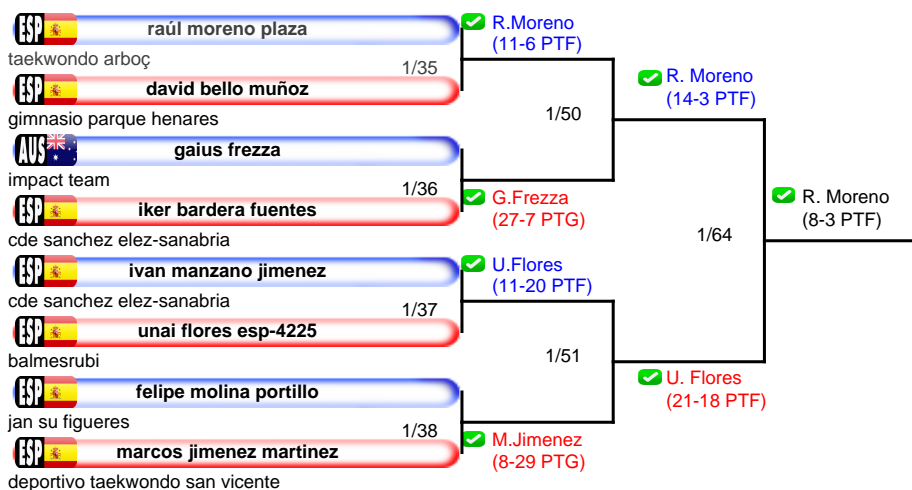 ESP raúl moreno plaza
R.Moreno
(11-6 PTF)
taekwondo arboç
1/35
ESP david bello muñoz
R. Moreno
(14-3 PTF)
gimnasio parque henares
1/50
AUS gaius frezza
impact team
1/36
G.Frezza
(27-7 PTG)
ESP iker bardera fuentes
R. Moreno
(8-3 PTF)
cde sanchez elez-sanabria
1/64
ESP ivan manzano jimenez
U.Flores
(11-20 PTF)
cde sanchez elez-sanabria
1/37
ESP unai flores esp-4225
balmesrubi
1/51
ESP felipe molina portillo
U. Flores
(21-18 PTF)
jan su figueres
1/38
M.Jimenez
(8-29 PTG)
ESP marcos jimenez martinez
deportivo taekwondo san vicente